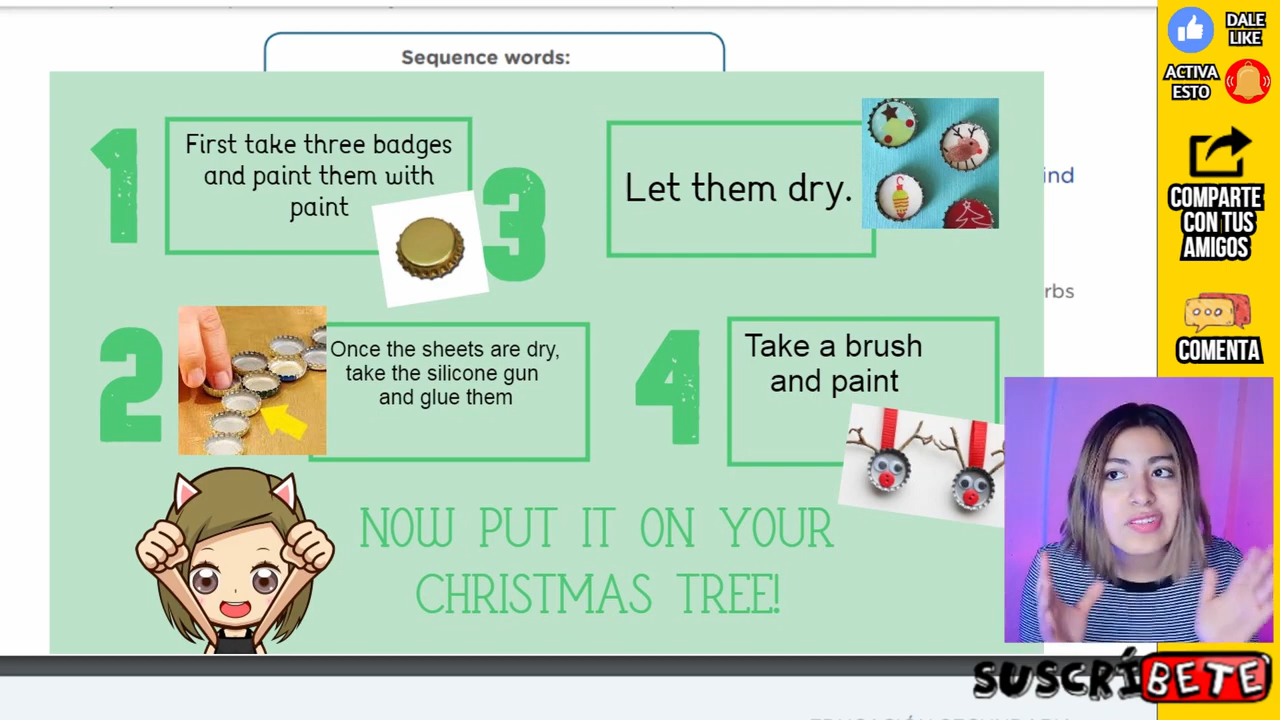 Sequence words:
1
First take three badges
and paint them with
paint
3
Let them dry.
ind
rbs
2
Once the sheets are dry,
take the silicone gun
and glue them
4
Take a brush
and paint
NOW PUT IT ON YOUR
CHRISTMAS TREE!
DALE
LIKE
ACTIVA
ESTO
COMPARTE
CON TUS
AMIGOS
COMENTA
SUSCRÍBETE